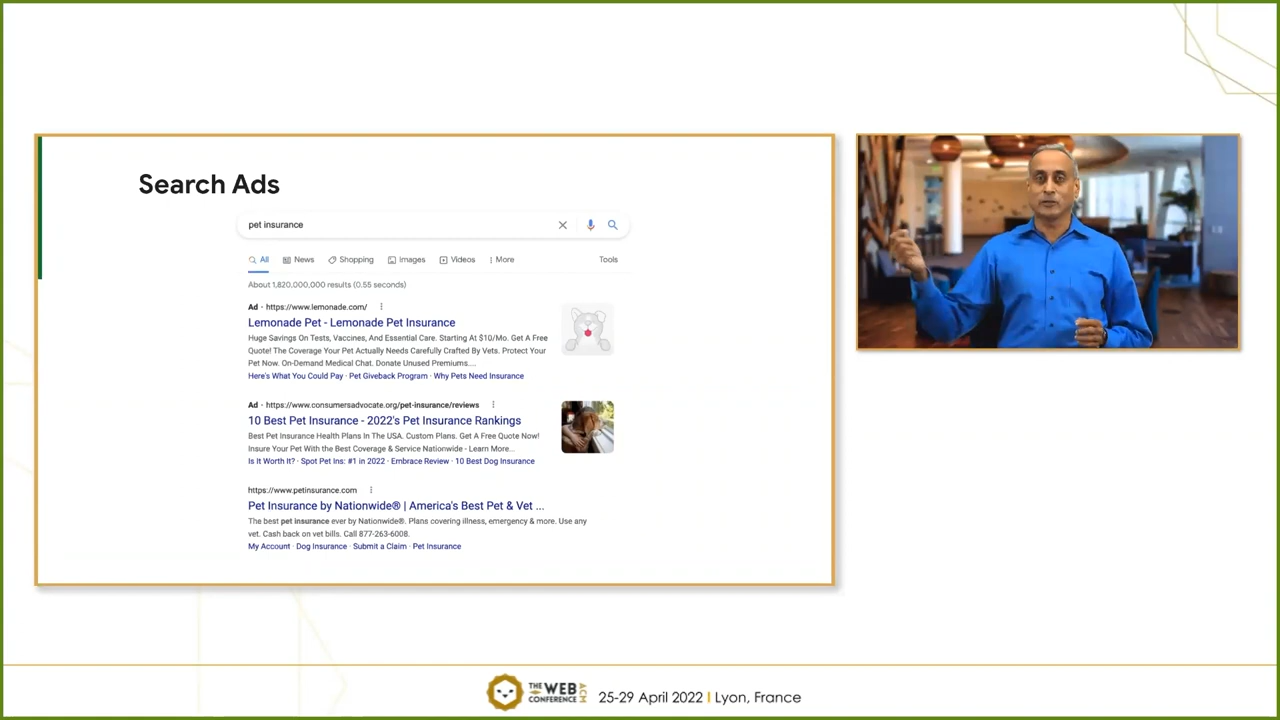 Search Ads
pet insurance
All News Shopping Images Videos More Tools
About 1,820,000,000 results (0.55 seconds)
Ad · https://www.lemonade.com/
Lemonade Pet - Lemonade Pet Insurance
Huge Savings On Tests, Vaccines, And Essential Care. Starting At $10/Mo. Get A Free
Quote! The Coverage Your Pet Actually Needs Carefully Crafted By Vets. Protect Your
Pet Now. On-Demand Medical Chat. Donate Unused Premiums....
Here's What You Could Pay · Pet Giveback Program · Why Pets Need Insurance
Ad · https://www.consumersadvocate.org/pet-insurance/reviews
10 Best Pet Insurance - 2022's Pet Insurance Rankings
Best Pet Insurance Health Plans In The USA. Custom Plans. Get A Free Quote Now!
Insure Your Pet With the Best Coverage & Service Nationwide - Learn More...
Is It Worth It? · Spot Pet Ins: #1 in 2022 · Embrace Review · 10 Best Dog Insurance
https://www.petinsurance.com
Pet Insurance by Nationwide® | America's Best Pet & Vet ...
The best pet insurance ever by Nationwide®. Plans covering illness, emergency & more. Use any
vet. Cash back on vet bills. Call 877-263-6008.
My Account · Dog Insurance · Submit a Claim · Pet Insurance
THE WEB CONFERENCE ACM
25-29 April 2022 | Lyon, France